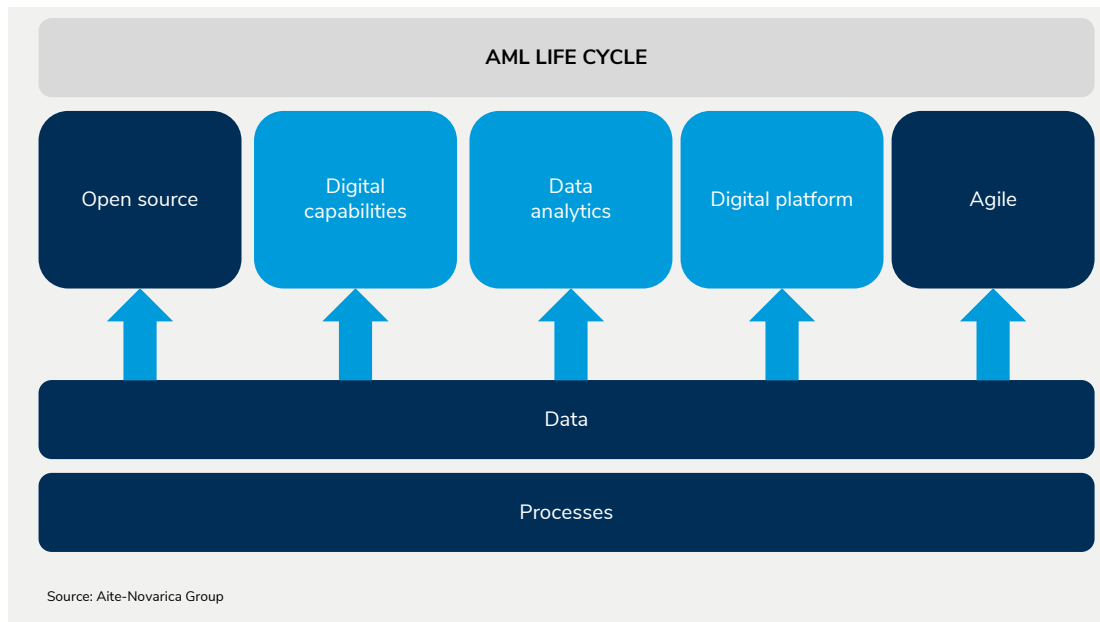 AML LIFE CYCLE
Open source
Digital
capabilities
Data
analytics
Digital platform
Agile
Data
Processes
Source: Aite-Novarica Group